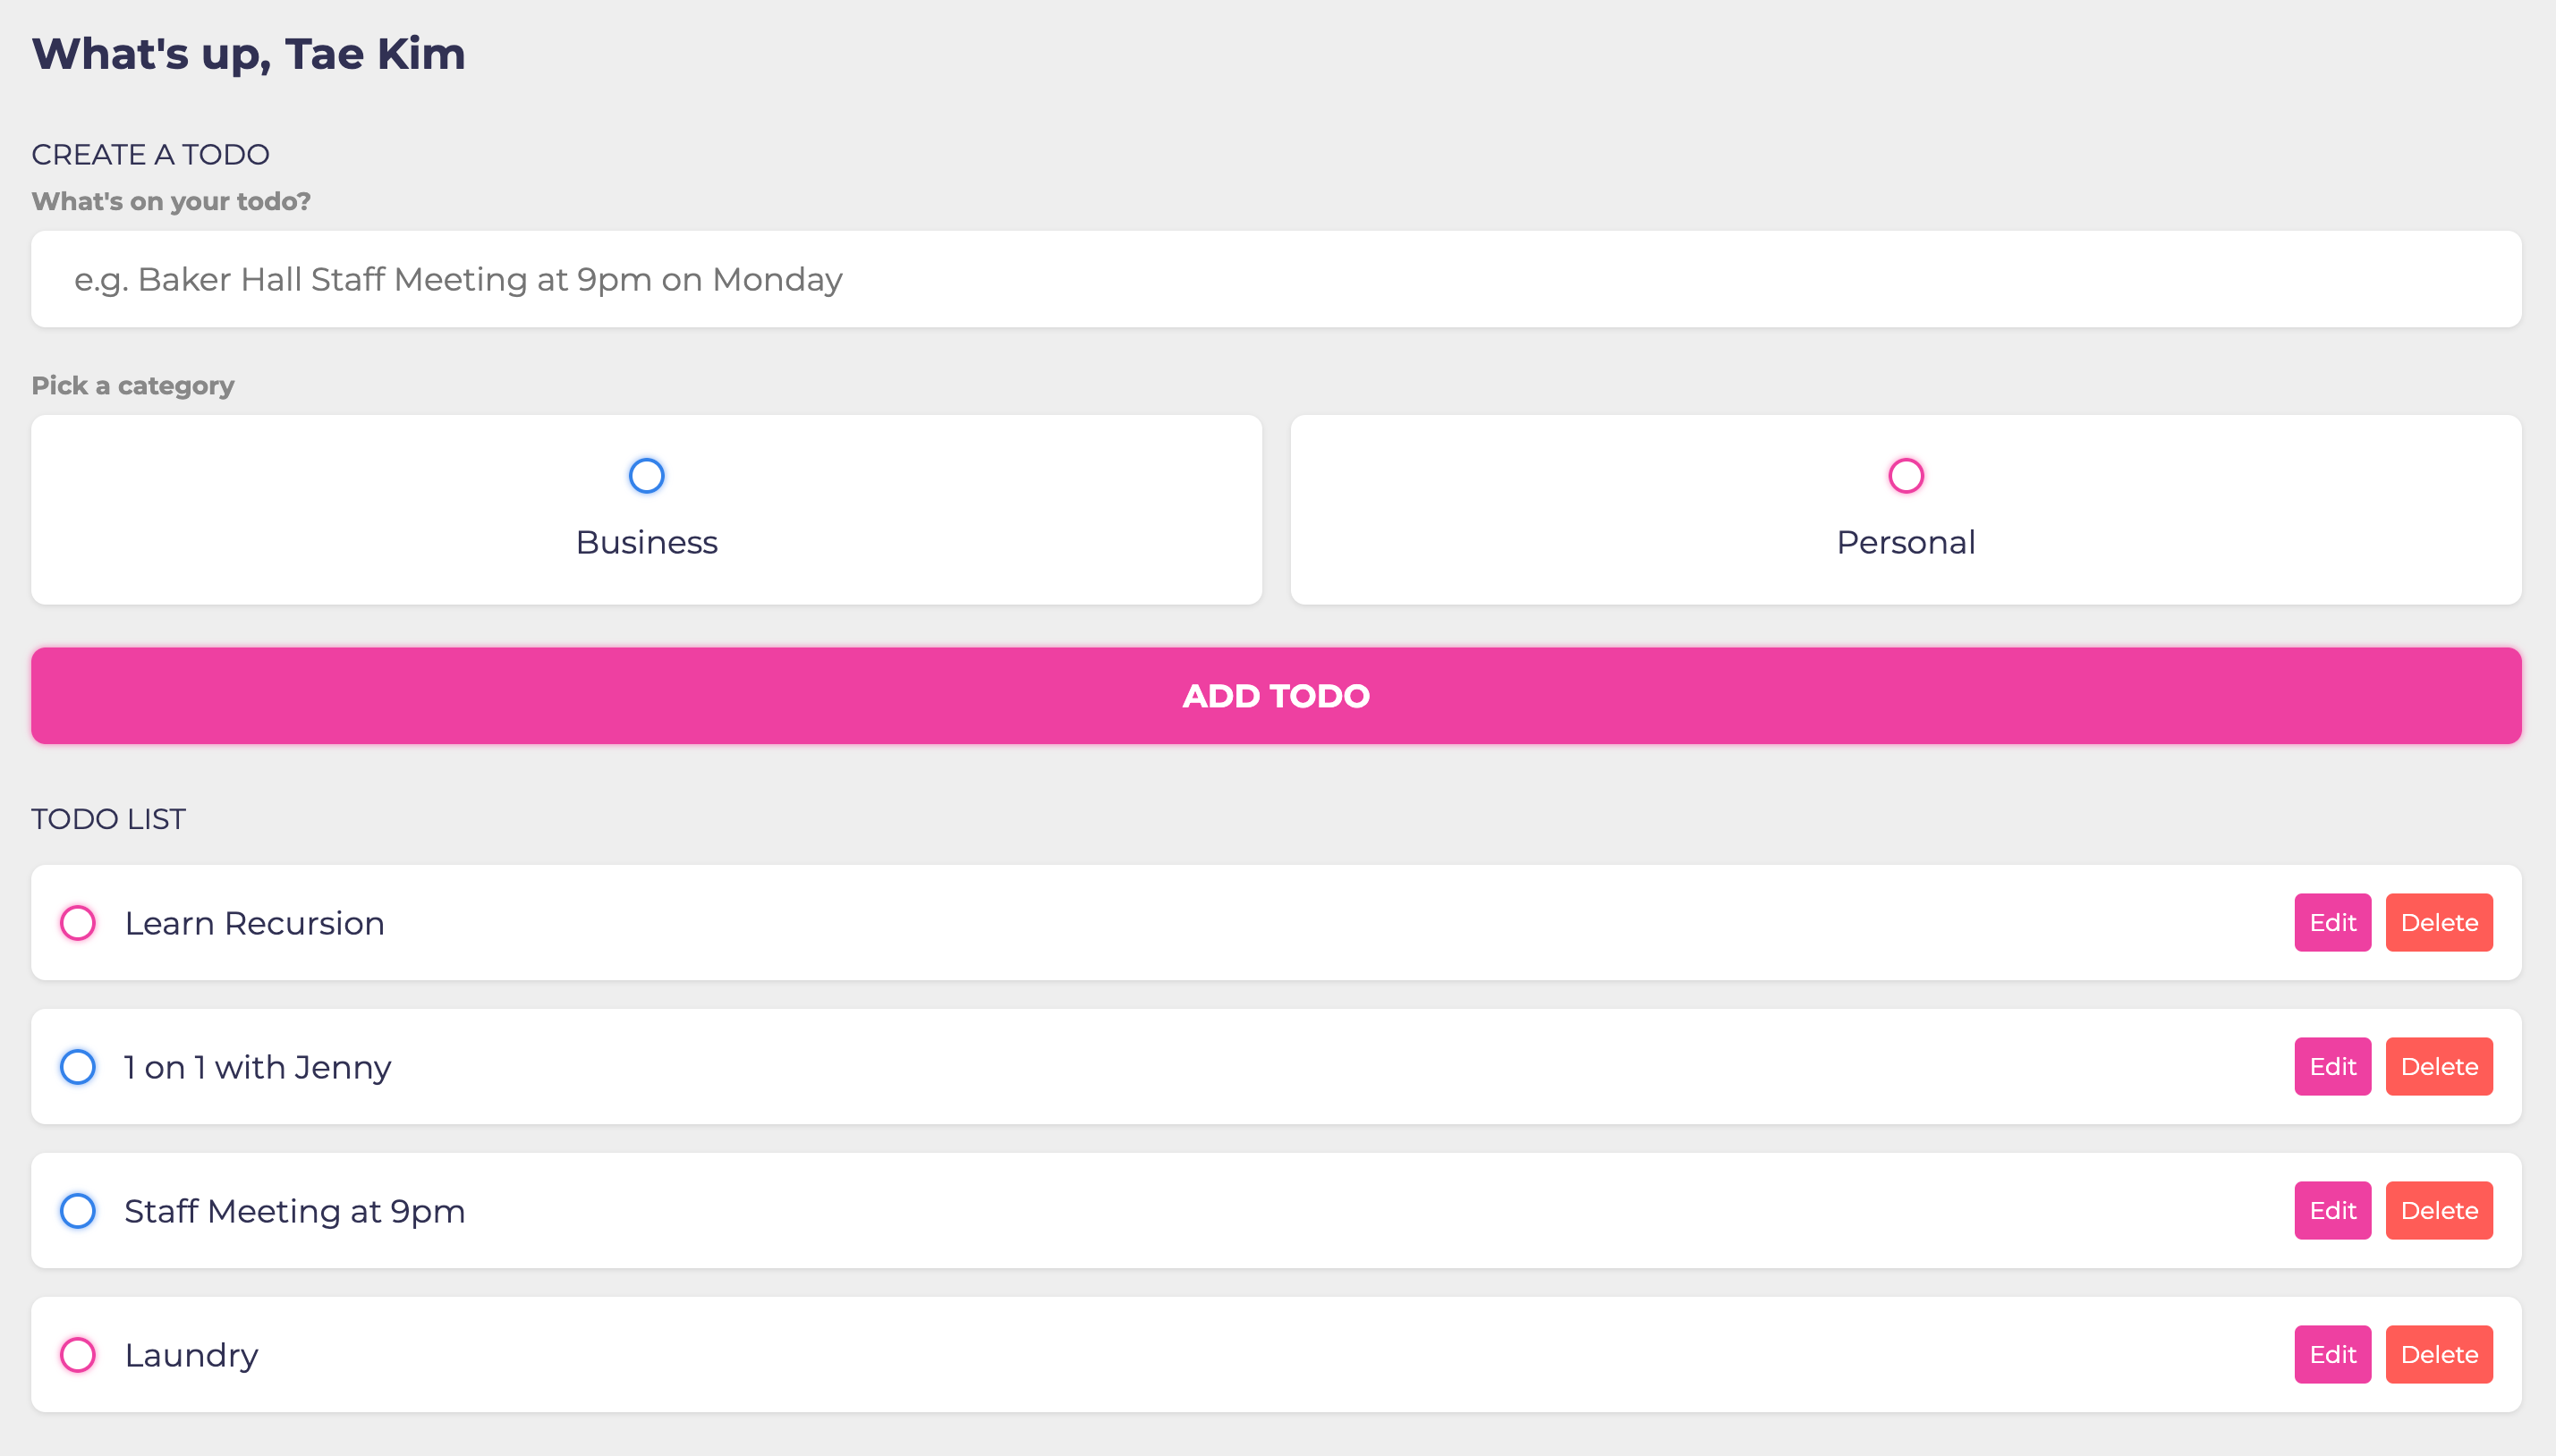 What's up, Tae Kim
CREATE A TODO
What's on your todo?
e.g. Baker Hall Staff Meeting at 9pm on Monday
Pick a category
Business
Personal
ADD TODO
TODO LIST
Learn Recursion
Edit
Delete
1 on 1 with Jenny
Edit
Delete
Staff Meeting at 9pm
Edit
Delete
Laundry
Edit
Delete